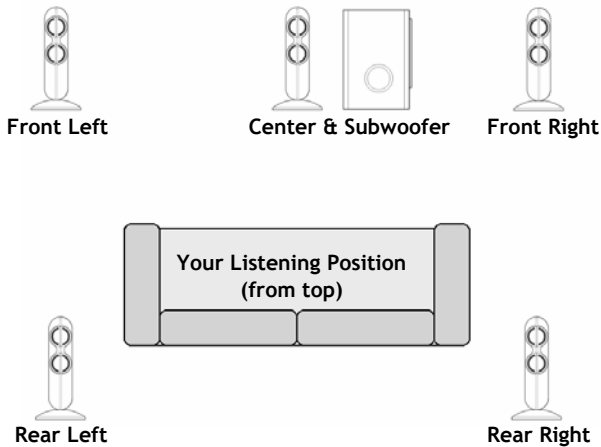 Front Left
Center & Subwoofer
Front Right
Your Listening Position
(from top)
Rear Left
Rear Right